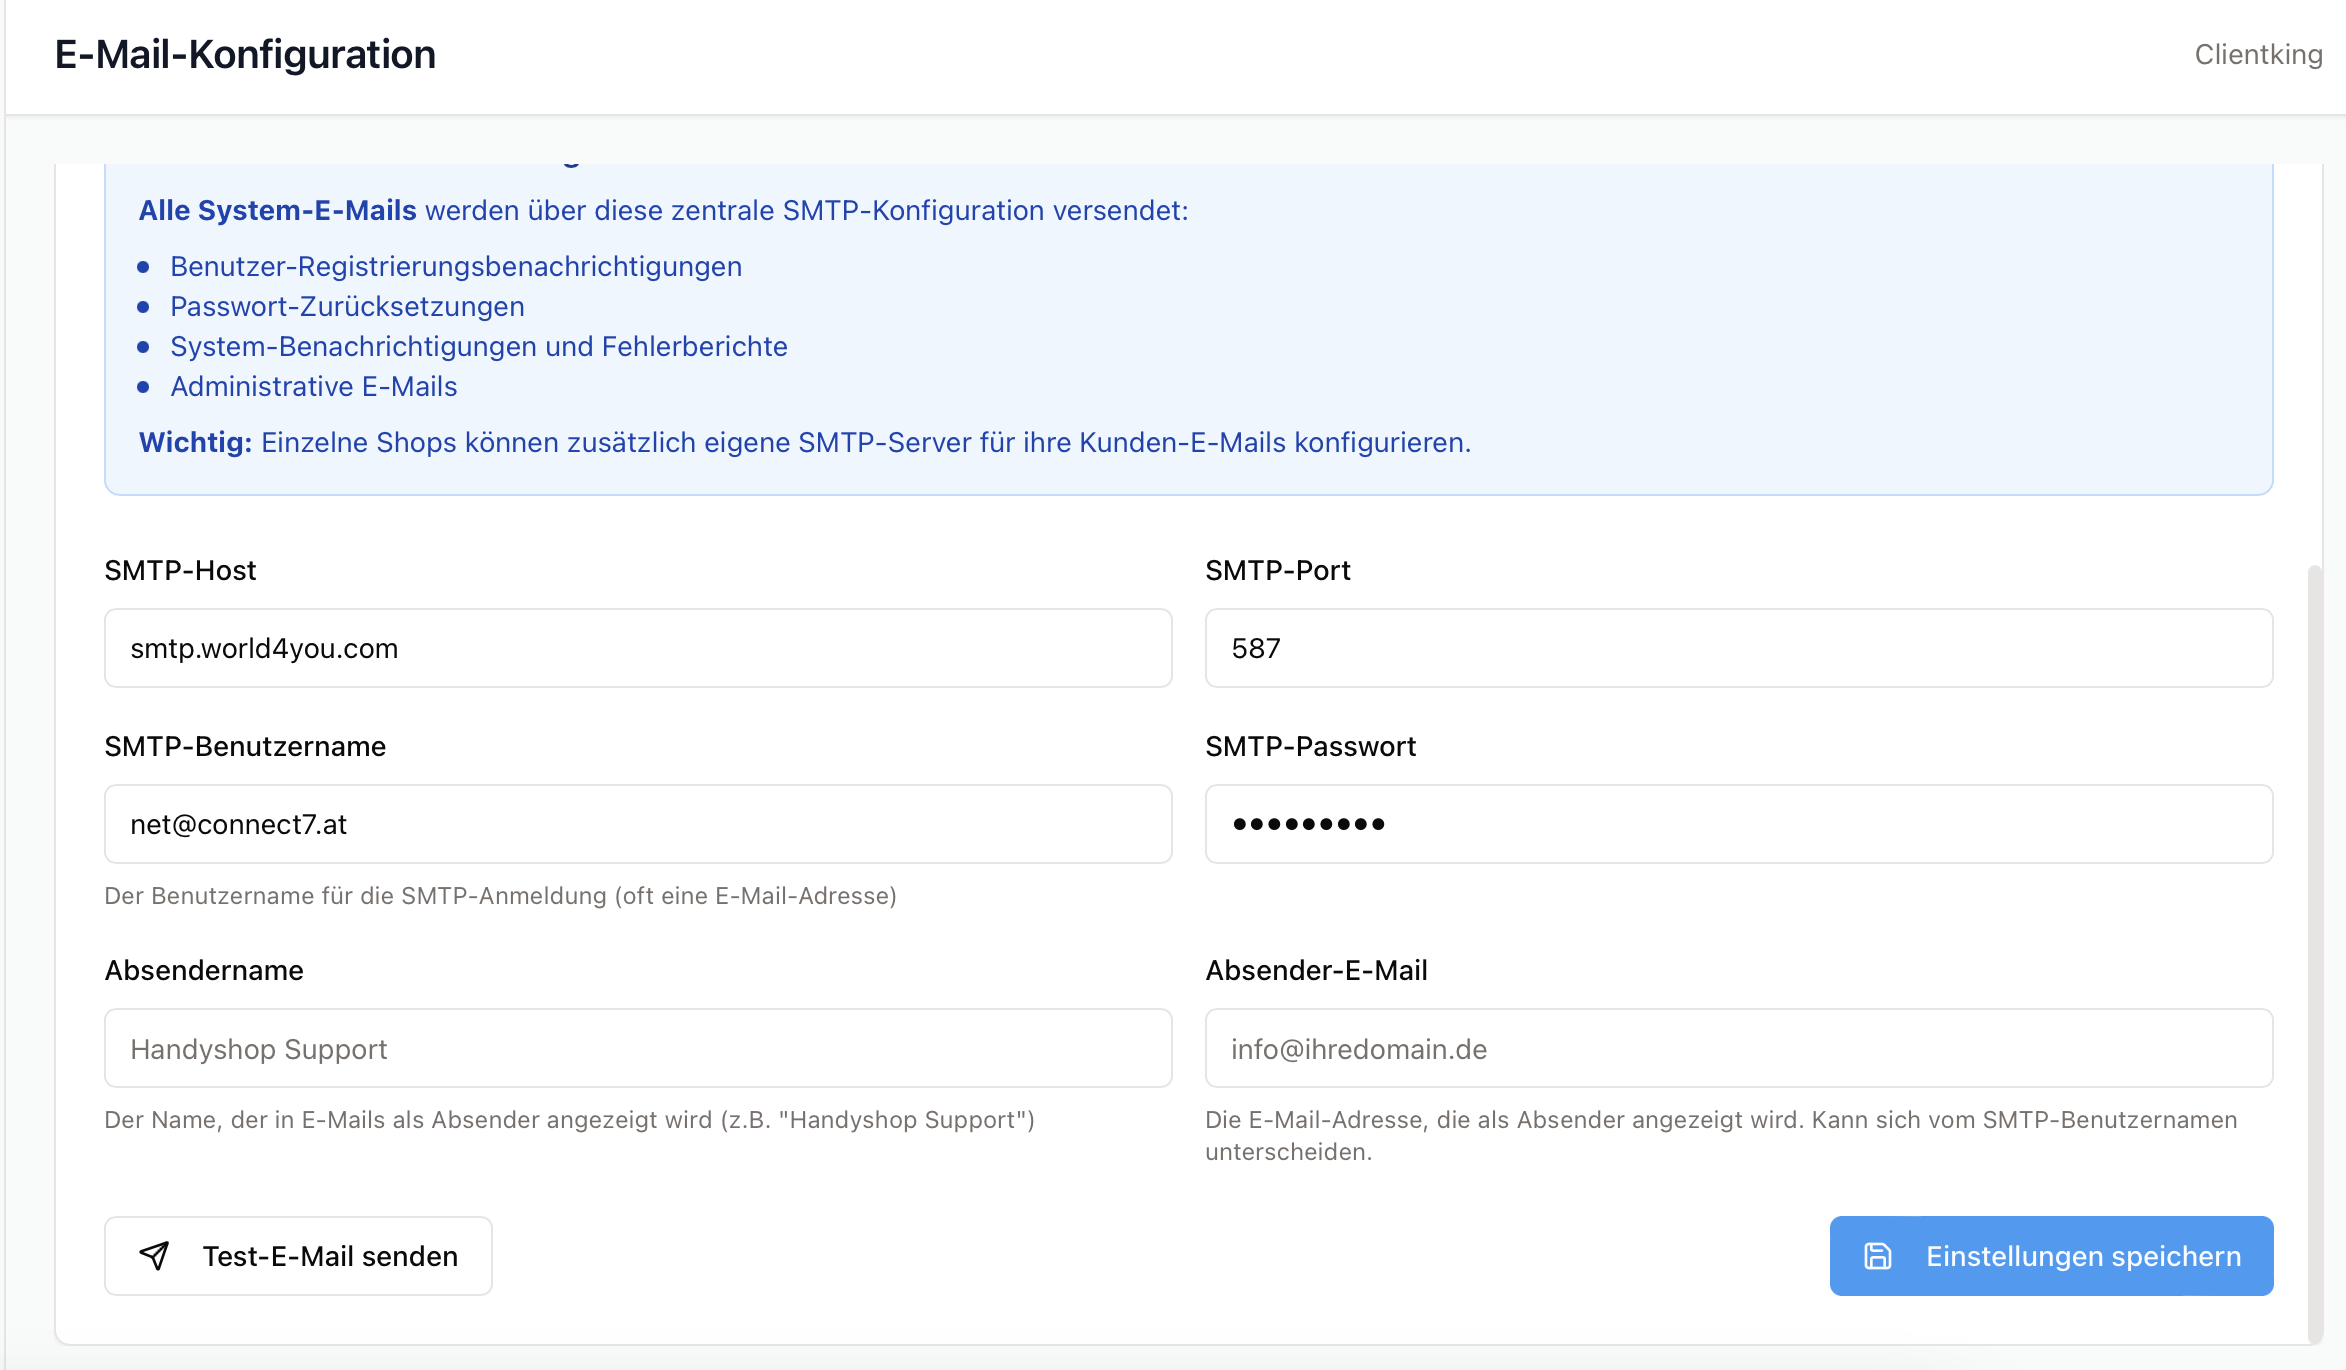 E-Mail-Konfiguration
Clientking
Alle System-E-Mails werden über diese zentrale SMTP-Konfiguration versendet:
Benutzer-Registrierungsbenachrichtigungen
Passwort-Zurücksetzungen
System-Benachrichtigungen und Fehlerberichte
Administrative E-Mails
Wichtig: Einzelne Shops können zusätzlich eigene SMTP-Server für ihre Kunden-E-Mails konfigurieren.
SMTP-Host
smtp.world4you.com
SMTP-Port
587
SMTP-Benutzername
net@connect7.at
Der Benutzername für die SMTP-Anmeldung (oft eine E-Mail-Adresse)
SMTP-Passwort
•••••••••
Absendername
Handyshop Support
Der Name, der in E-Mails als Absender angezeigt wird (z.B. "Handyshop Support")
Absender-E-Mail
info@ihredomain.de
Die E-Mail-Adresse, die als Absender angezeigt wird. Kann sich vom SMTP-Benutzernamen
unterscheiden.
Test-E-Mail senden
Einstellungen speichern